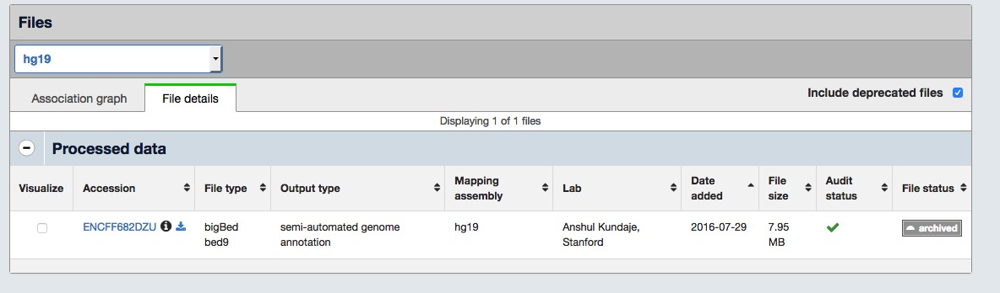 Files
hg19
Association graph
File details
Include deprecated files
Displaying 1 of 1 files
Processed data
Visualize
Accession
File type
Output type
Mapping
assembly
Lab
Date
added
File
size
Audit
status
File status
ENCFF682DZU
bigBed
bed9
semi-automated genome
annotation
hg19
Anshul Kundaje,
Stanford
2016-07-29
7.95
MB
archived